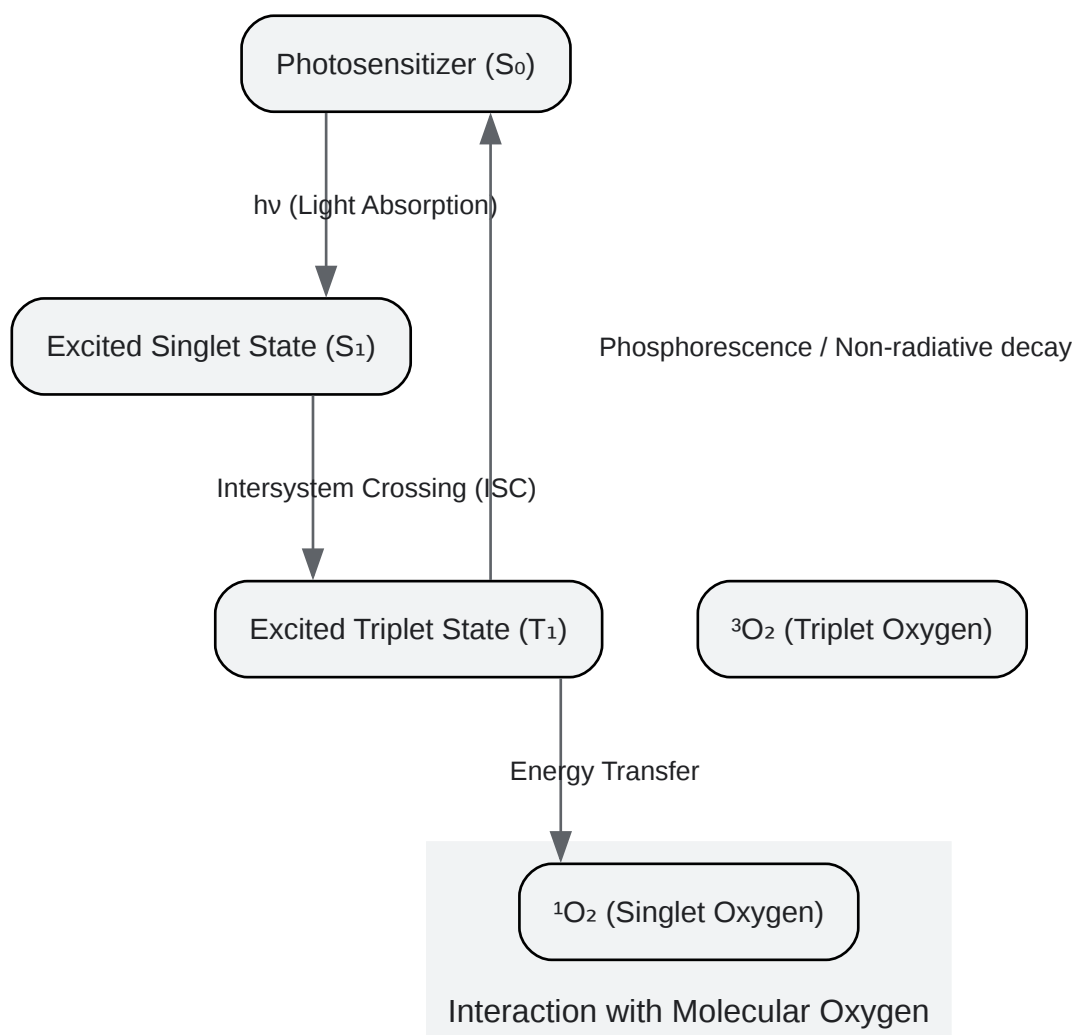 Photosensitizer (S₀)
hν (Light Absorption)
Excited Singlet State (S₁)
Phosphorescence / Non-radiative decay
Intersystem Crossing (ISC)
Excited Triplet State (T₁)
³O₂ (Triplet Oxygen)
Energy Transfer
¹O₂ (Singlet Oxygen)
Interaction with Molecular Oxygen